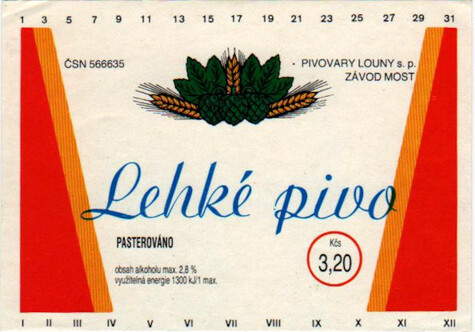 1 3 5 7 9 11 13 15 17 19 21 23 25 27 29 31
ČSN 566635
PIVOVARY LOUNY s. p.
ZÁVOD MOST
Lehké pivo
PASTEROVÁNO
obsah alkoholu max. 2,8 %
využitelná energie 1300 kJ/1 max.
Kčs
3,20
I II III IV V VI VII VIII IX X XI XII